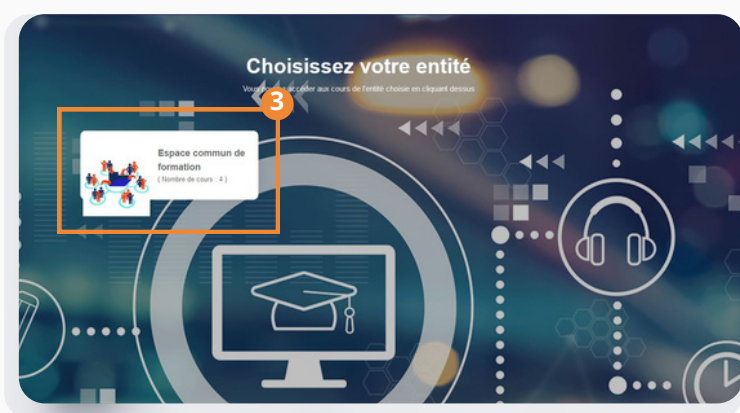 Choisissez votre entité
Vous accéder aux cours de l'entité choisie en cliquant dessus
3
Espace commun de
formation
( Nombre de cours : 4 )